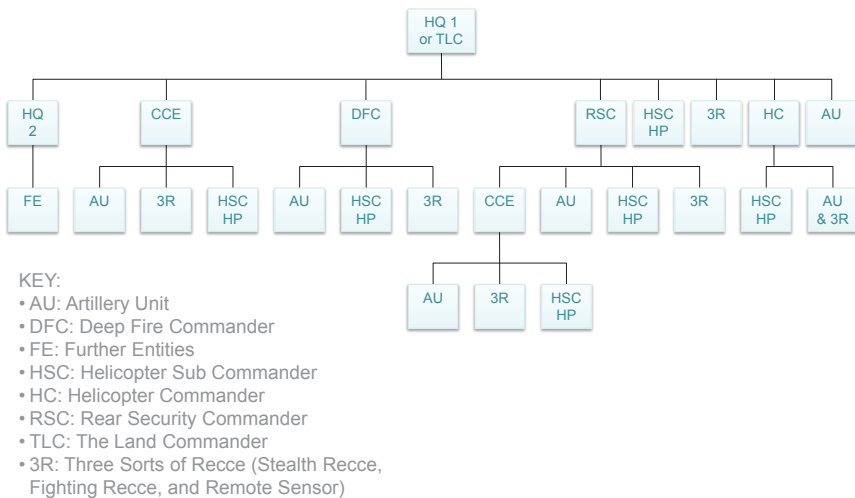 HQ 1
or TLC
HQ
2
CCE
DFC
RSC
HSC
HP
3R
HC
AU
FE
AU
3R
HSC
HP
AU
HSC
HP
3R
CCE
AU
HSC
HP
3R
HSC
HP
AU
& 3R
AU
3R
HSC
HP
KEY:
• AU: Artillery Unit
• DFC: Deep Fire Commander
• FE: Further Entities
• HSC: Helicopter Sub Commander
• HC: Helicopter Commander
• RSC: Rear Security Commander
• TLC: The Land Commander
• 3R: Three Sorts of Recce (Stealth Recce,
Fighting Recce, and Remote Sensor)